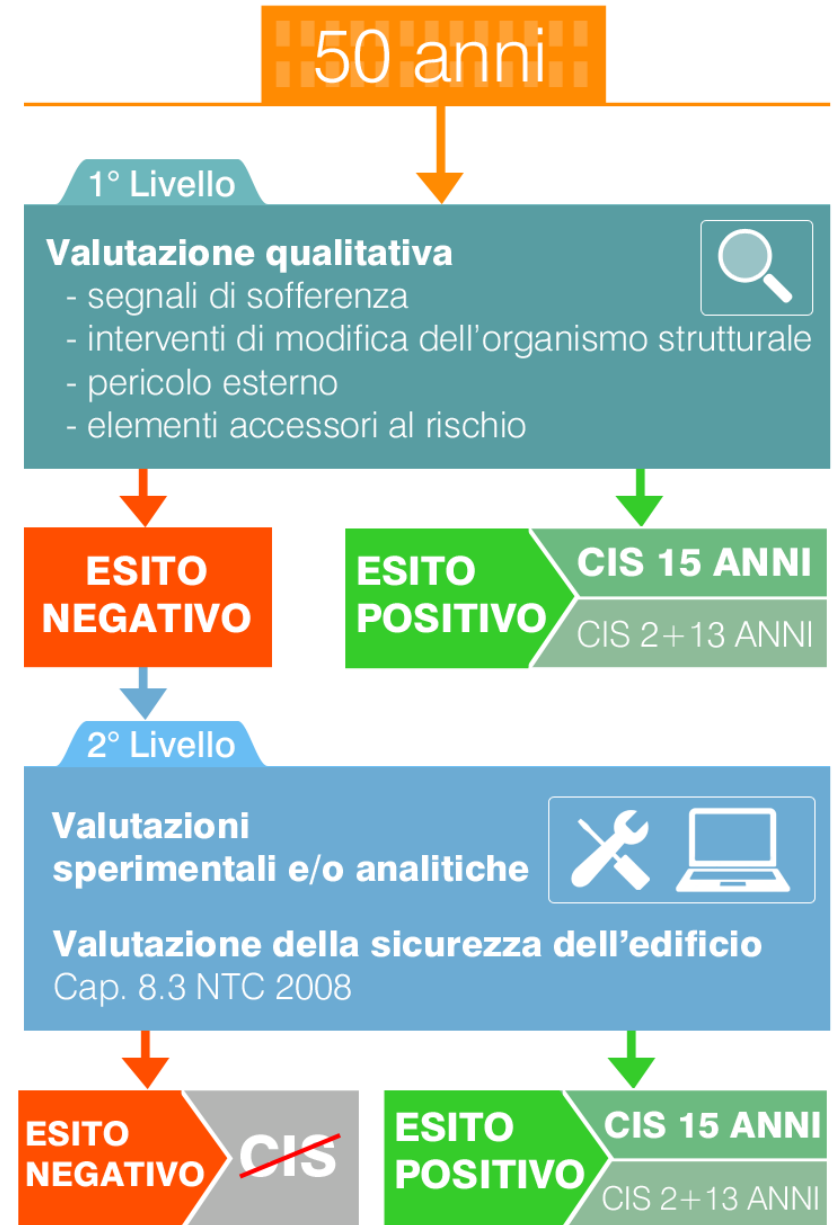 50 anni
1° Livello
Valutazione qualitativa
- segnali di sofferenza
- interventi di modifica dell'organismo strutturale
- pericolo esterno
- elementi accessori al rischio
ESITO
NEGATIVO
ESITO
POSITIVO
CIS 15 ANNI
CIS 2+13 ANNI
2° Livello
Valutazioni
sperimentali e/o analitiche
Valutazione della sicurezza dell'edificio
Cap. 8.3 NTC 2008
ESITO
NEGATIVO
CIS
ESITO
POSITIVO
CIS 15 ANNI
CIS 2+13 ANNI